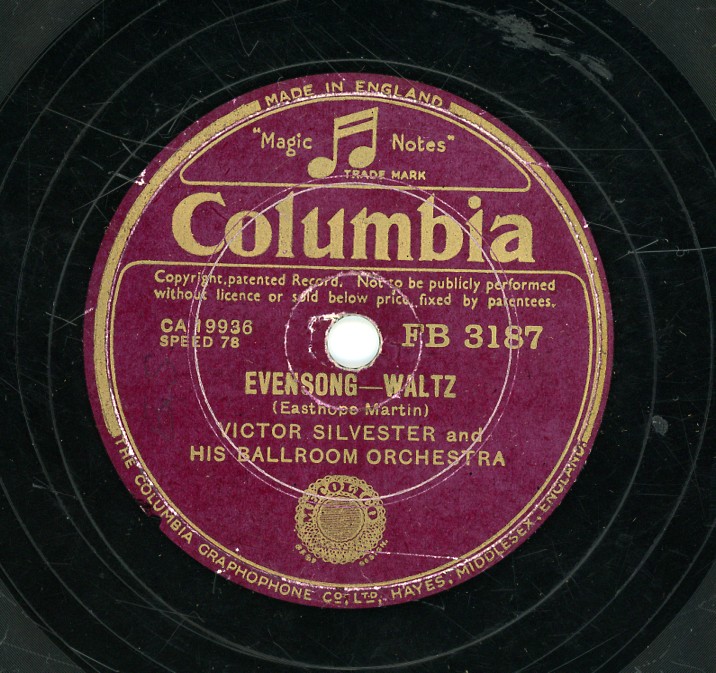 MADE IN ENGLAND
"Magic Notes"
TRADE MARK
Columbia
Copyright, patented Record. Not to be publicly performed
without licence or sold below price fixed by patentees.
CA 19936
SPEED 78
FB 3187
EVENSONG—WALTZ
(Easthope Martin)
VICTOR SILVESTER and
HIS BALLROOM ORCHESTRA
THE COLUMBIA GRAPHOPHONE CO., LTD., HAYES, MIDDLESEX, ENGLAND.